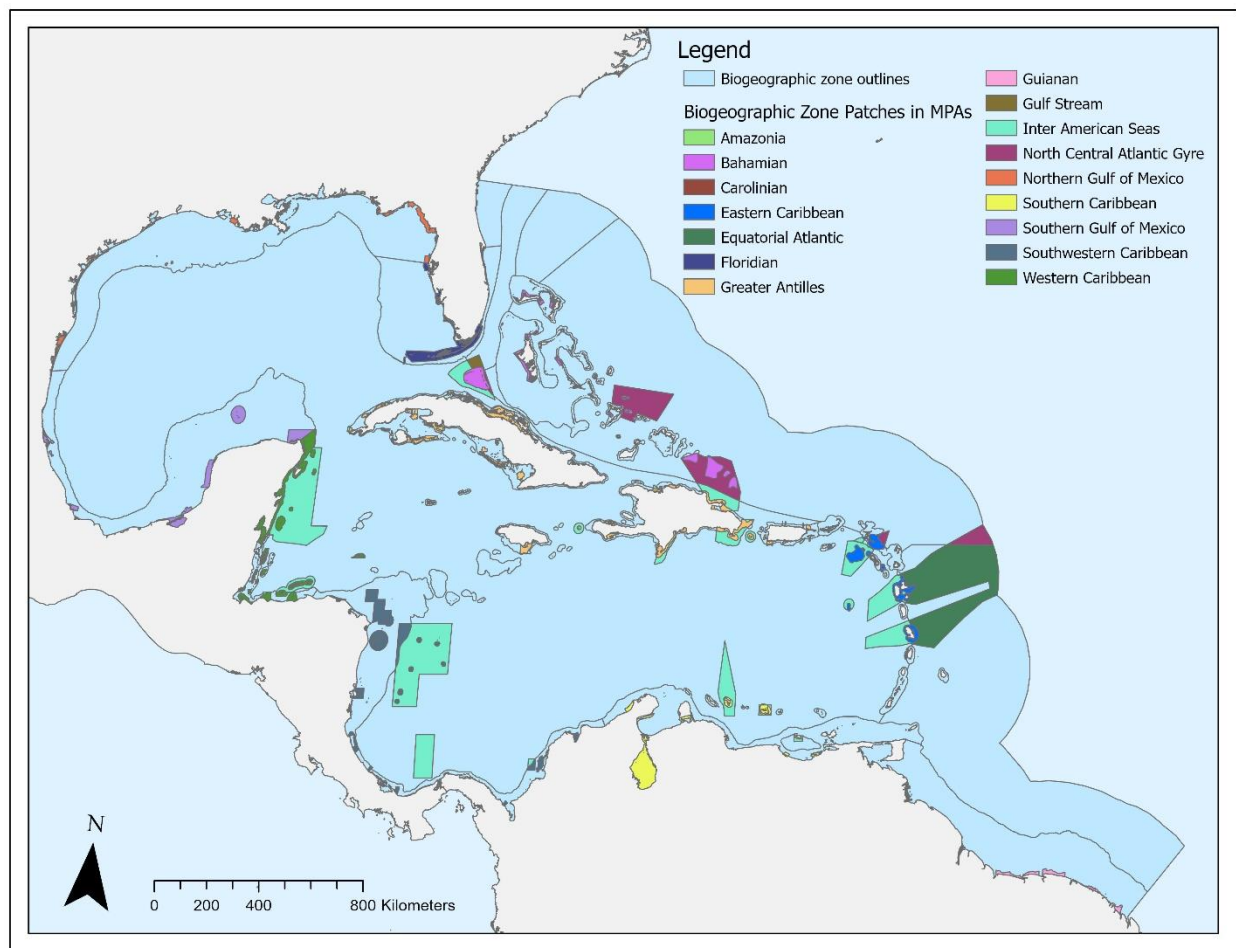 Legend
Biogeographic zone outlines
Biogeographic Zone Patches in MPAs
Amazonia
Bahamian
Carolinian
Eastern Caribbean
Equatorial Atlantic
Floridian
Greater Antilles
Guianan
Gulf Stream
Inter American Seas
North Central Atlantic Gyre
Northern Gulf of Mexico
Southern Caribbean
Southern Gulf of Mexico
Southwestern Caribbean
Western Caribbean
N
0 200 400 800 Kilometers